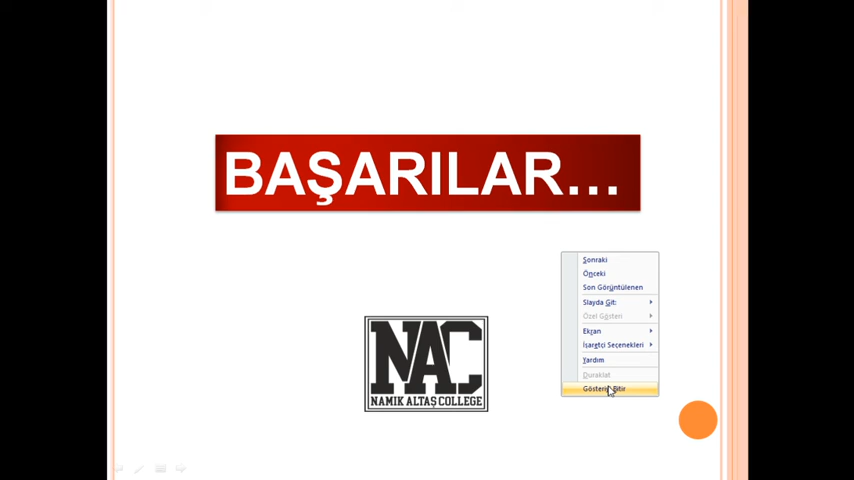 BAŞARILAR...
Sonraki
Önceki
Son Görüntülenen
Slayda Git:
Özel Gösteri
Ekran
İşaretçi Seçenekleri
Yardım
Duraklat
Gösteriyi Bitir
NAC
NAMIK ALTAŞ COLLEGE